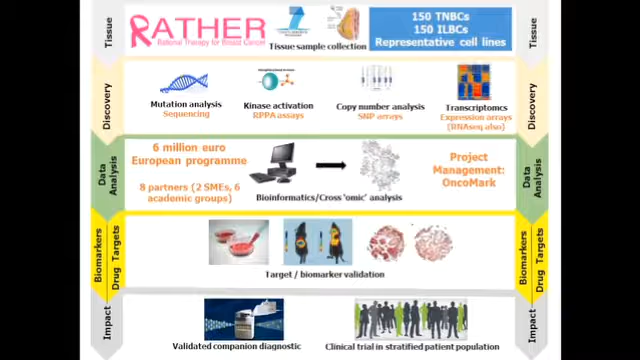 Tissue
RATHER
Rational Therapy for Breast Cancer
Tissue sample collection
150 TNBCs
150 ILBCs
Representative cell lines
Tissue
Discovery
Mutation analysis
Sequencing
Kinase activation
RPPA assays
Copy number analysis
SNP arrays
Transcriptomcs
Expression arrays
(RNAseq also)
Discovery
Data
Analysis
6 million euro
European programme
8 partners (2 SMEs, 6
academic groups)
Bioinformatics/Cross 'omic' analysis
Project
Management:
OncoMark
Data
Analysis
Biomarkers
Drug Targets
Target / biomarker validation
Biomarkers
Drug Targets
Impact
Validated companion diagnostic
Clinical trial in stratified patient population
Impact